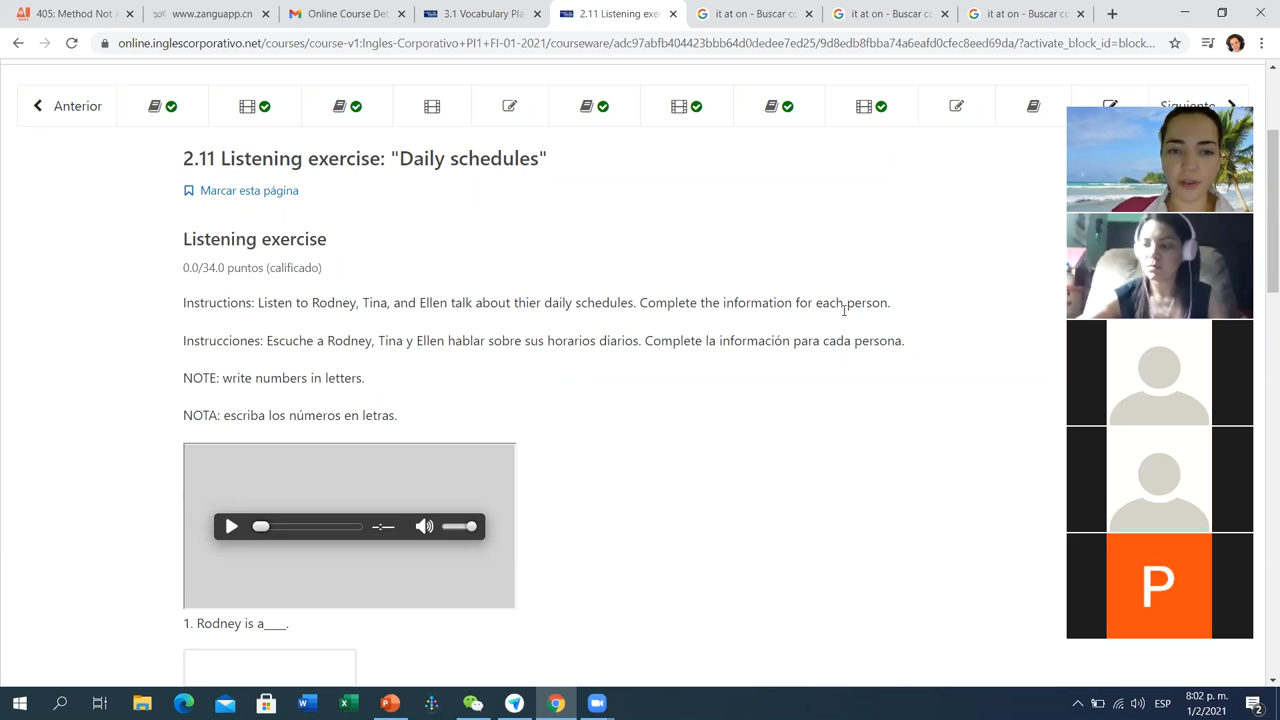 405: Method Not A
www.zanguapp.cn
Online Course Det
3.1 Vocabulary Pla
2.11 Listening exer
it at on - Buscar co
it at on - Buscar co
it at on - Buscar co
online.inglescorporativo.net/courses/course-v1:Ingles-Corporativo+PI1+FI-01-2021/courseware/adc97abfb404423bbb64d0dedee7ed25/9d8edb8fbba74a6eafd0cfec8eed69da/?activate_block_id=block...
Anterior
Siguiente
2.11 Listening exercise: "Daily schedules"
Marcar esta página
Listening exercise
0.0/34.0 puntos (calificado)
Instructions: Listen to Rodney, Tina, and Ellen talk about thier daily schedules. Complete the information for each person.
Instrucciones: Escuche a Rodney, Tina y Ellen hablar sobre sus horarios diarios. Complete la información para cada persona.
NOTE: write numbers in letters.
NOTA: escriba los números en letras.
-:--
1. Rodney is a____.
P
ESP
8:02 p. m.
1/2/2021
2